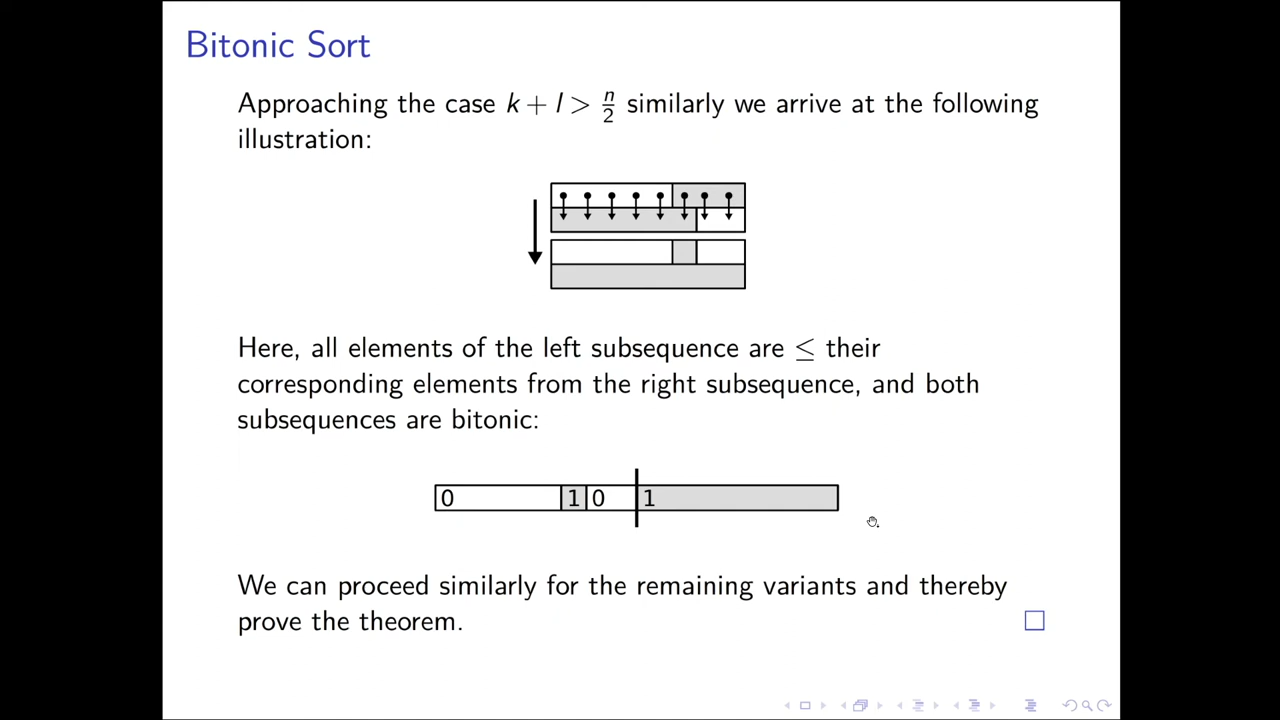 Bitonic Sort
Approaching the case k + l > n/2 similarly we arrive at the following
illustration:
Here, all elements of the left subsequence are ≤ their
corresponding elements from the right subsequence, and both
subsequences are bitonic:
0 1 0 1
We can proceed similarly for the remaining variants and thereby
prove the theorem.